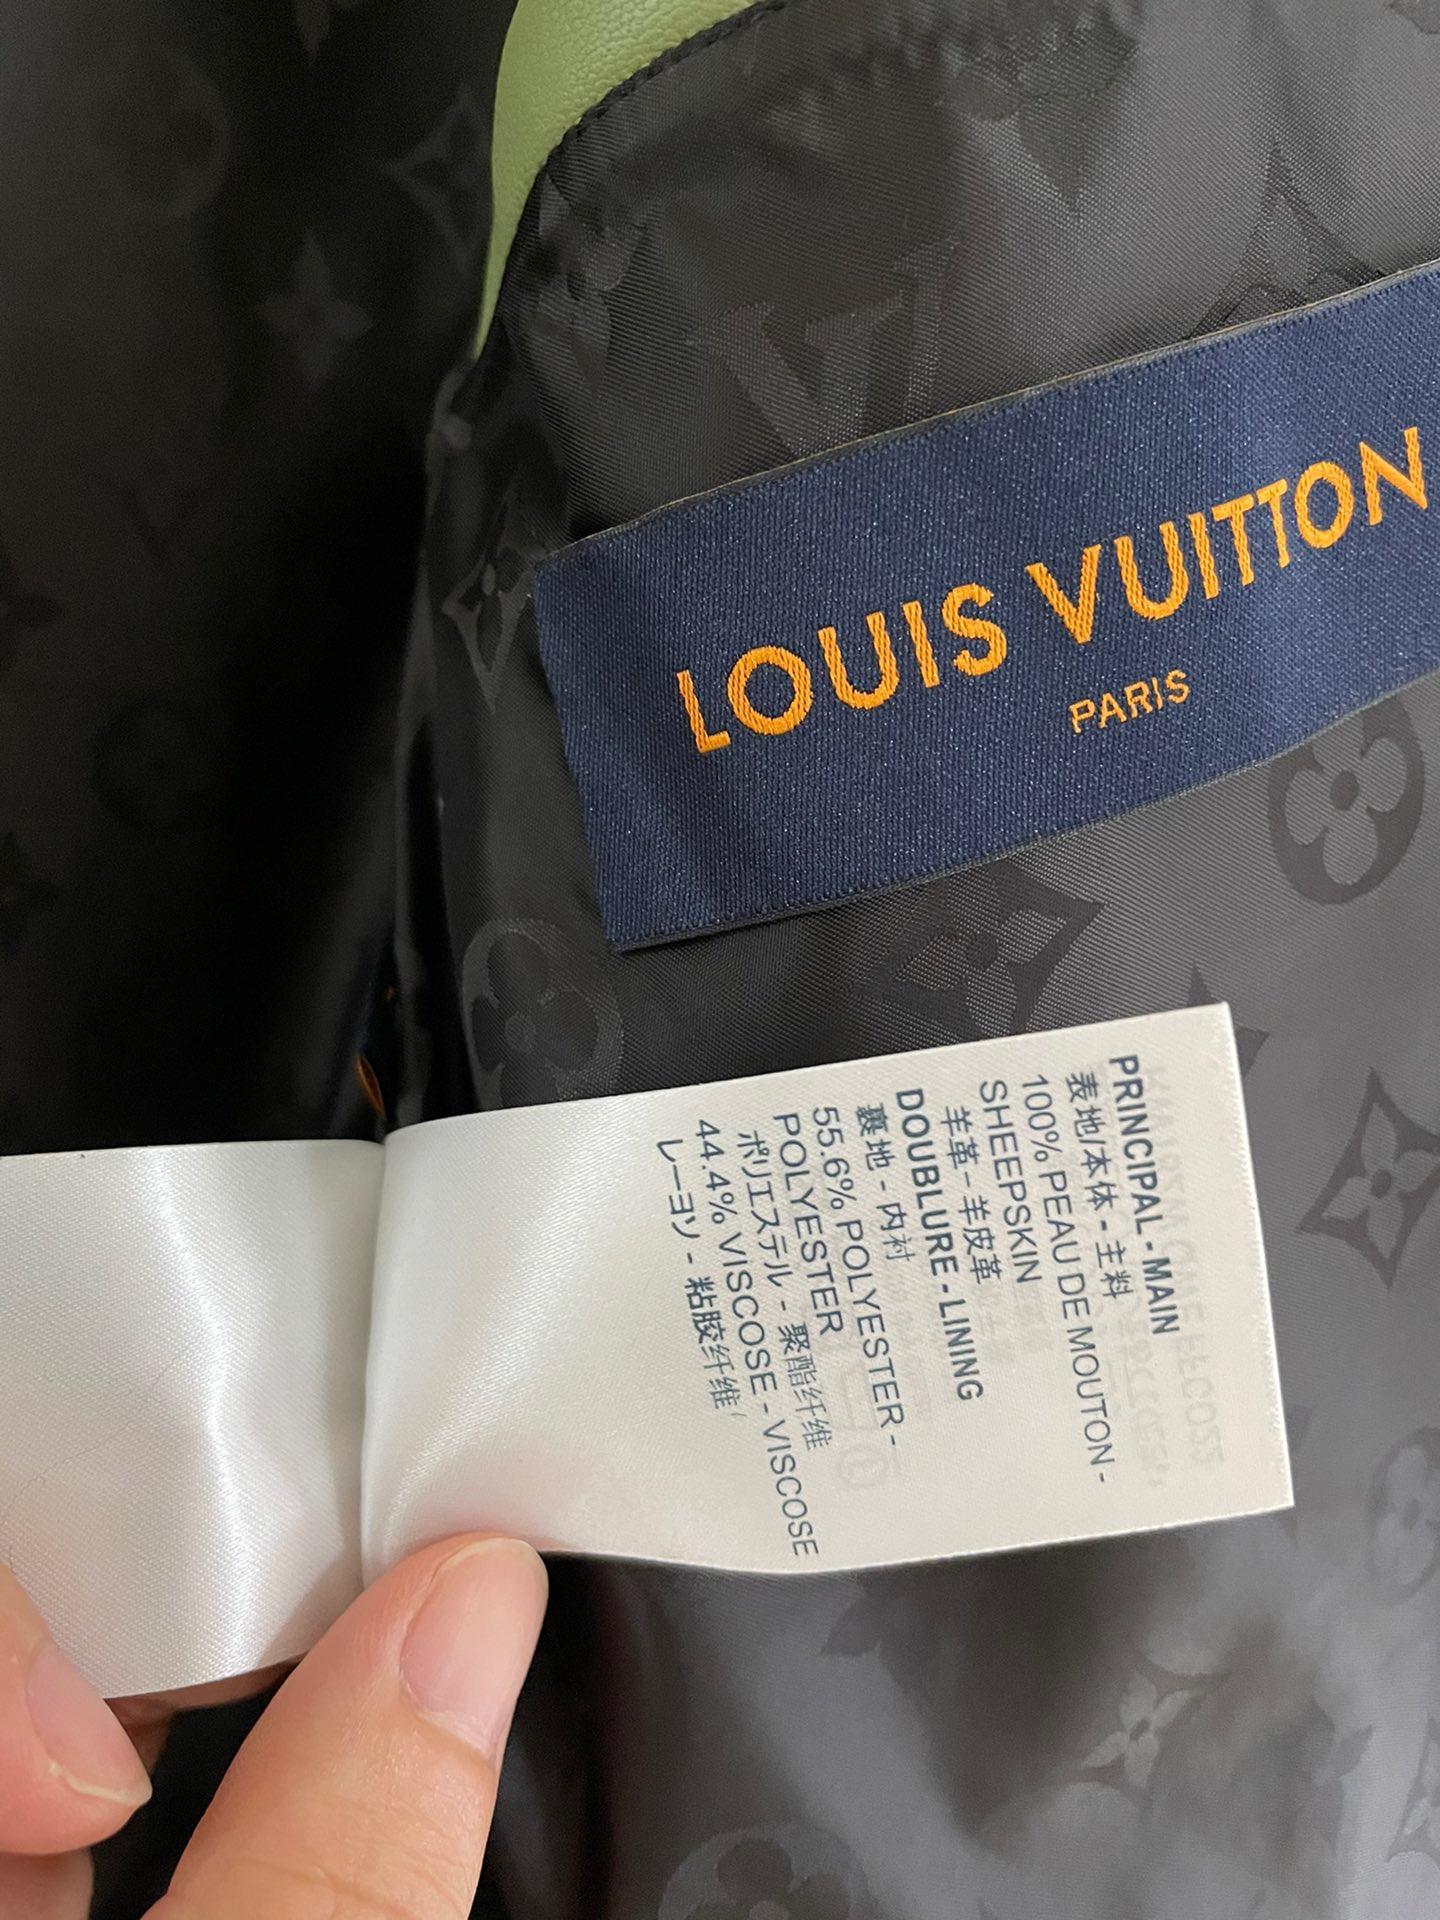 LOUIS VUITTON
PARIS
PRINCIPAL - MAIN
表地/本体 - 主料
100% PEAU DE MOUTON -
SHEEPSKIN
羊革 - 羊皮革
DOUBLURE - LINING
裏地 - 内衬
55.6% POLYESTER -
POLYESTER
ポリエステル - 聚酯纤维
44.4% VISCOSE - VISCOSE
レーヨン - 粘胶纤维 /